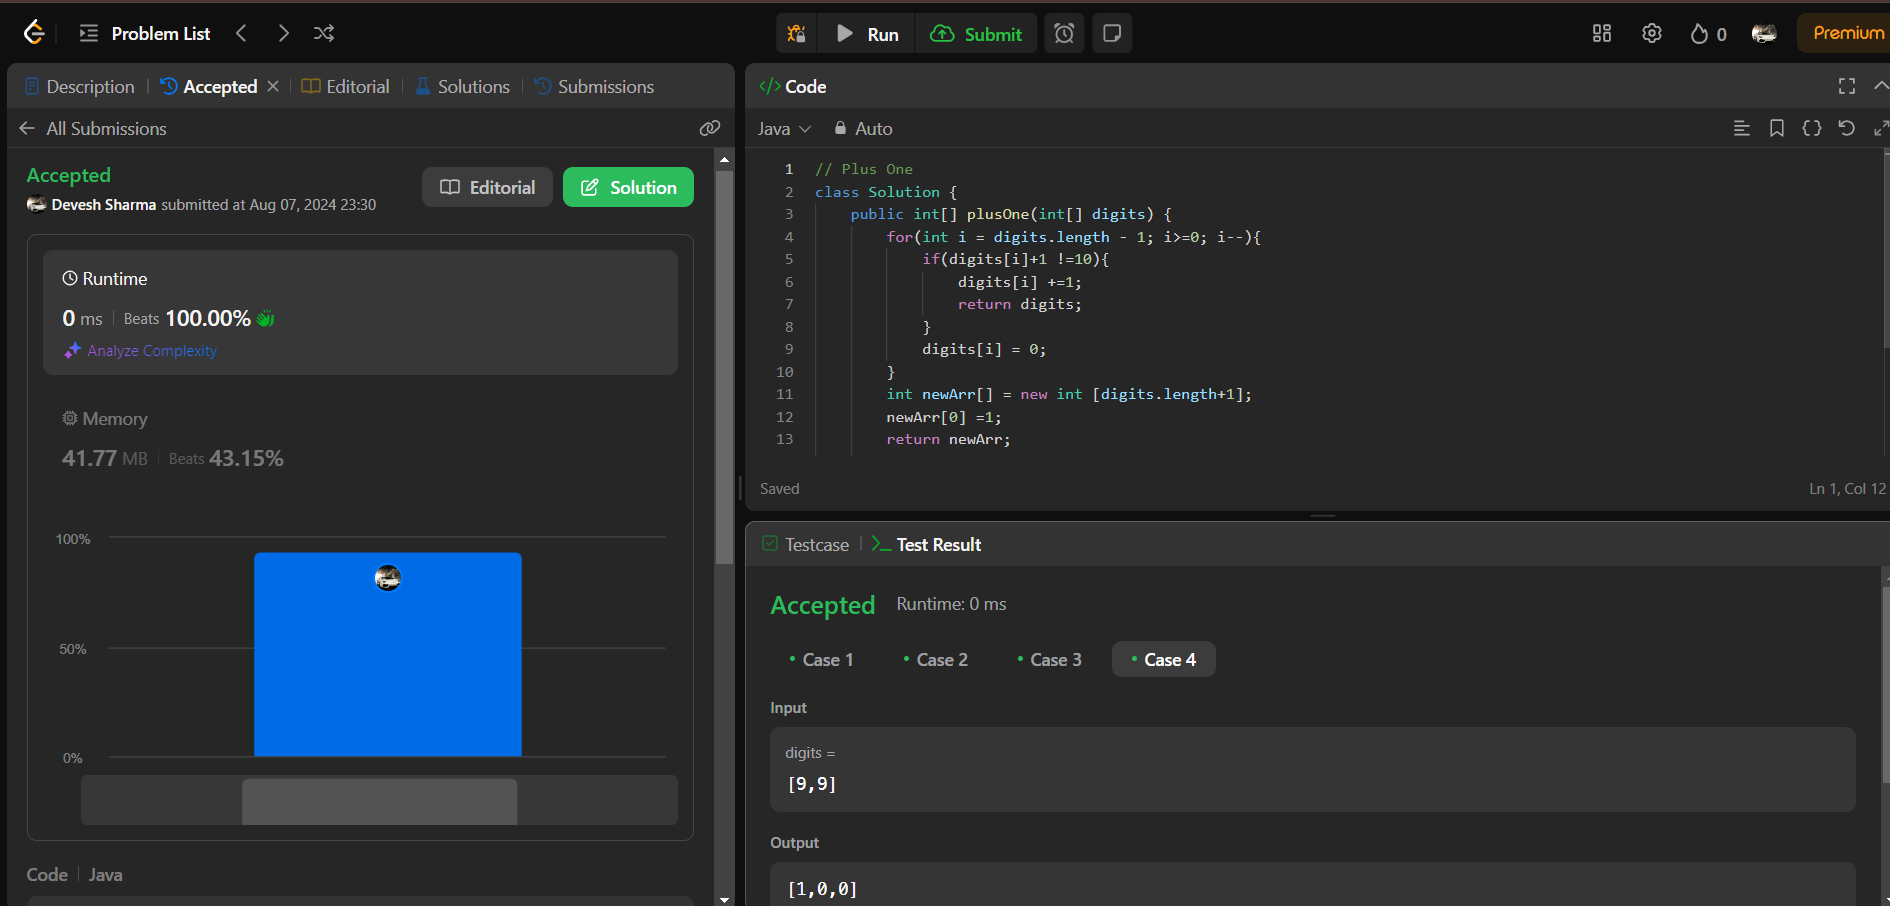 Problem List
Run
Submit
0
Premium
Description
Accepted
Editorial
Solutions
Submissions
All Submissions
Accepted
Devesh Sharma submitted at Aug 07, 2024 23:30
Editorial
Solution
Runtime
0 ms
Beats 100.00%
Analyze Complexity
Memory
41.77 MB
Beats 43.15%
100%
50%
0%
Code
Java
</> Code
Java
Auto
1 // Plus One
2 class Solution {
3 public int[] plusOne(int[] digits) {
4 for(int i = digits.length - 1; i>=0; i--){
5 if(digits[i]+1 !=10){
6 digits[i] +=1;
7 return digits;
8 }
9 digits[i] = 0;
10 }
11 int newArr[] = new int [digits.length+1];
12 newArr[0] =1;
13 return newArr;
Saved
Ln 1, Col 12
Testcase
Test Result
Accepted
Runtime: 0 ms
Case 1
Case 2
Case 3
Case 4
Input
digits =
[9,9]
Output
[1,0,0]